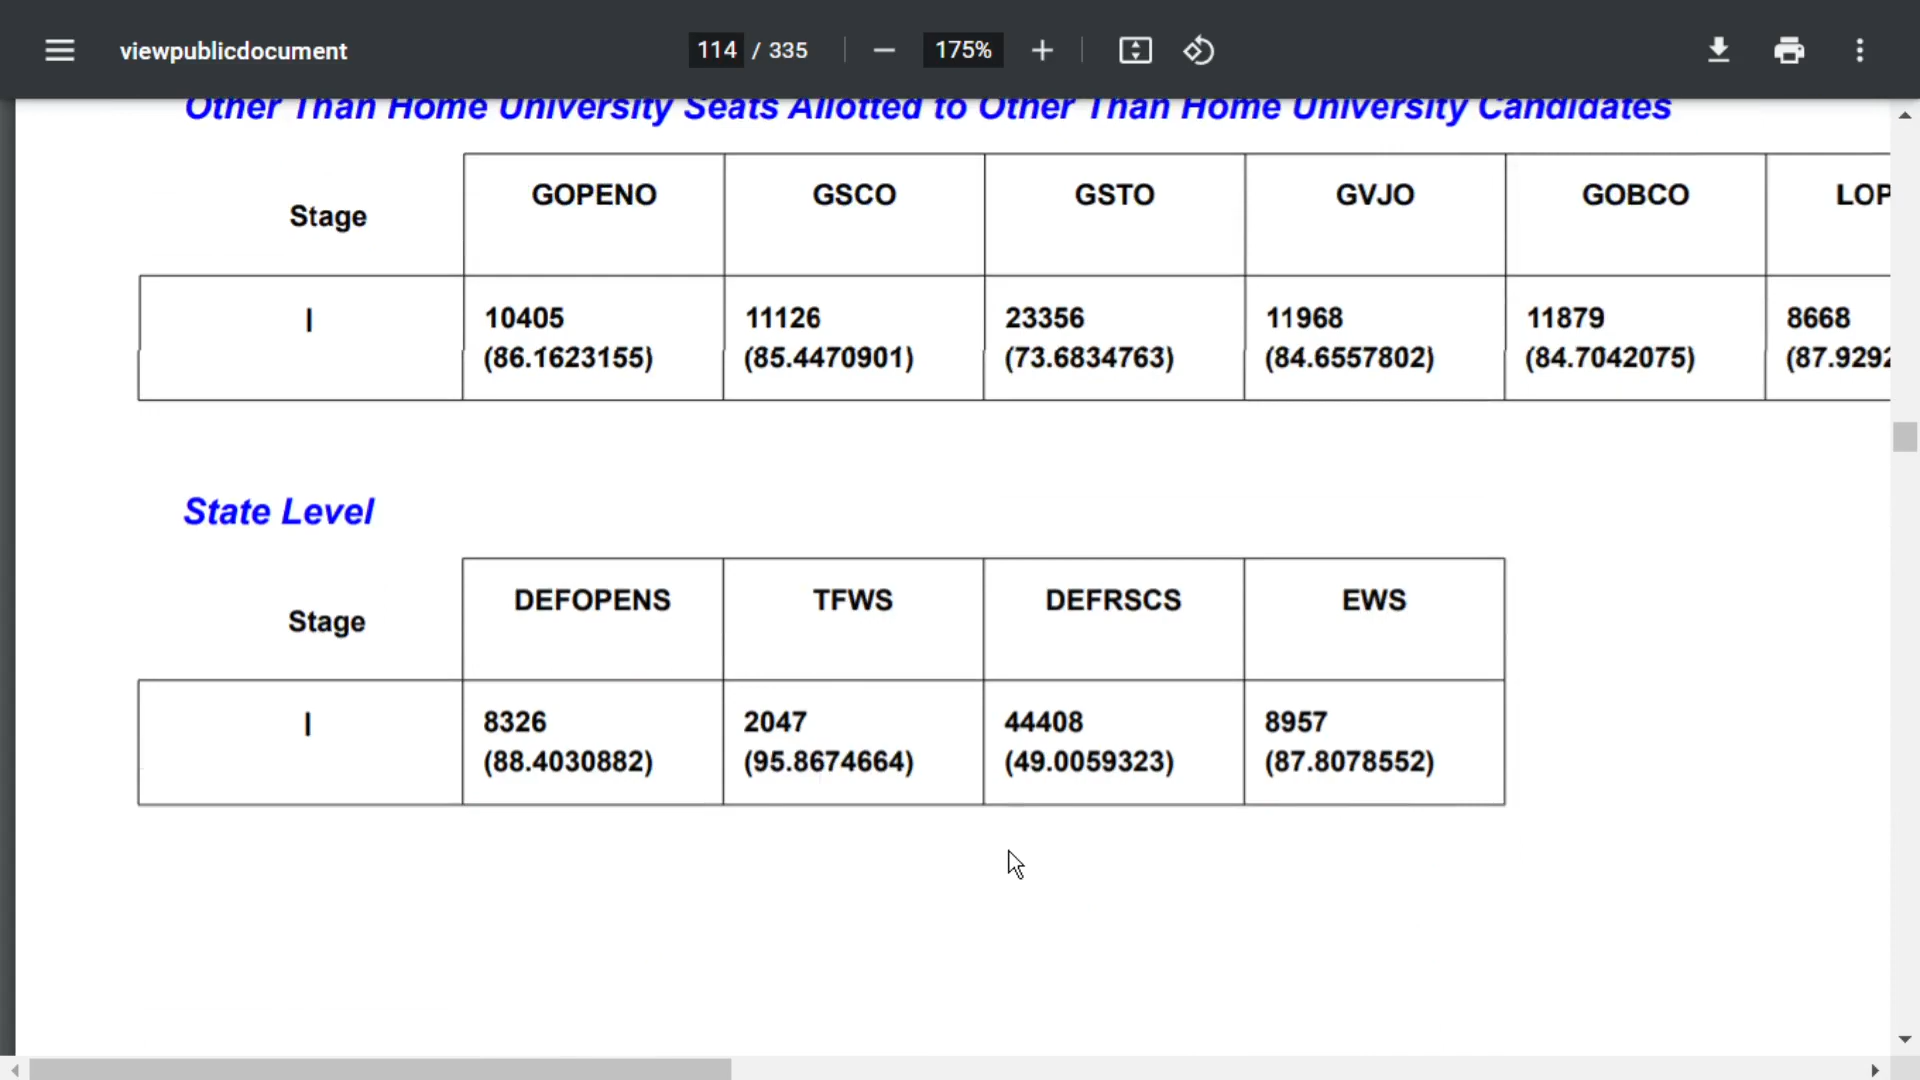 viewpublicdocument
114 / 335
175%
Other Than Home University Seats Allotted to Other Than Home University Candidates
Stage GOPENO GSCO GSTO GVJO GOBCO
I 10405 11126 23356 11968 11879 8668
(86.1623155) (85.4470901) (73.6834763) (84.6557802) (84.7042075)
State Level
Stage DEFOPENS TFWS DEFRSCS EWS
I 8326 2047 44408 8957
(88.4030882) (95.8674664) (49.0059323) (87.8078552)